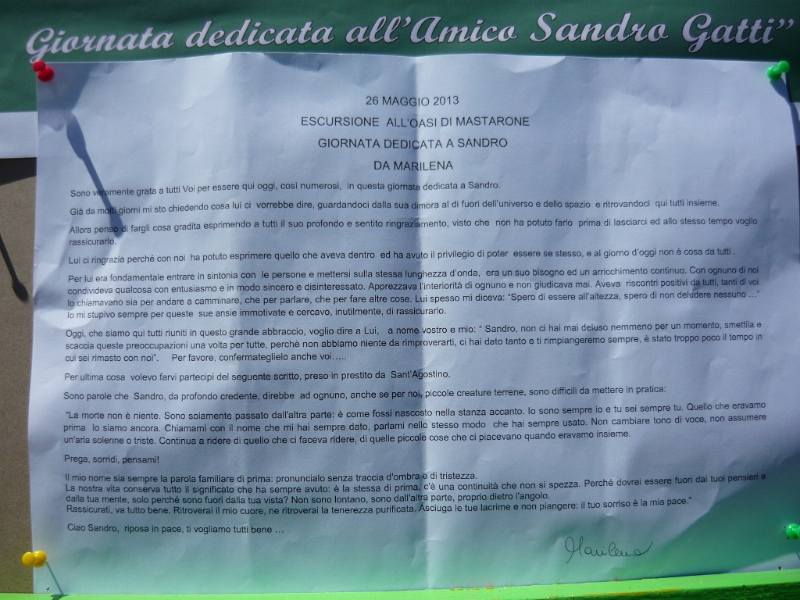 Giornata dedicata all'Amico Sandro Gatti"
26 MAGGIO 2013
ESCURSIONE ALL'OASI DI MASTARONE
GIORNATA DEDICATA A SANDRO
DA MARILENA
Sono veramente grata a tutti Voi per essere qui oggi, così numerosi, in questa giornata dedicata a Sandro.
Già da molti giorni mi sto chiedendo cosa lui ci vorrebbe dire, guardandoci dalla sua dimora al di fuori dell'universo e dello spazio e ritrovandoci qui tutti insieme.
Allora penso di fargli cosa gradita esprimendo a tutti il suo profondo e sentito ringraziamento, visto che non ha potuto farlo prima di lasciarci ed allo stesso tempo voglio
rassicurarlo.
Lui ci ringrazia perchè con noi ha potuto esprimere quello che aveva dentro ed ha avuto il privilegio di poter essere se stesso, e al giorno d'oggi non è cosa da tutti .
Per lui era fondamentale entrare in sintonia con le persone e mettersi sulla stessa lunghezza d'onda, era un suo bisogno ed un arricchimento continuo. Con ognuno di noi
condivideva qualcosa con entusiasmo e in modo sincero e disinteressato. Apprezzava l'interiorità di ognuno e non giudicava mai. Aveva riscontri positivi da tutti, tanti di voi
lo chiamavano sia per andare a camminare, che per parlare, che per fare altre cose. Lui spesso mi diceva: "Spero di essere all'altezza, spero di non deludere nessuno ..."
Io mi stupivo sempre per queste sue ansie immotivate e cercavo, inutilmente, di rassicurarlo.
Oggi, che siamo qui tutti riuniti in questo grande abbraccio, voglio dire a Lui, a nome vostro e mio: " Sandro, non ci hai mai deluso nemmeno per un momento, smettila e
scaccia queste preoccupazioni una volta per tutte, perchè non abbiamo niente da rimproverarti, ci hai dato tanto e ti rimpiangeremo sempre, è stato troppo poco il tempo in
cui sei rimasto con noi". Per favore, confermateglielo anche voi.....
Per ultima cosa volevo farvi partecipi del seguente scritto, preso in prestito da Sant'Agostino.
Sono parole che Sandro, da profondo credente, direbbe ad ognuno, anche se per noi, piccole creature terrene, sono difficili da mettere in pratica:
"La morte non è niente. Sono solamente passato dall'altra parte: è come fossi nascosto nella stanza accanto. Io sono sempre io e tu sei sempre tu. Quello che eravamo
prima lo siamo ancora. Chiamami con il nome che mi hai sempre dato, parlami nello stesso modo che hai sempre usato. Non cambiare tono di voce, non assumere
un'aria solenne o triste. Continua a ridere di quello che ci faceva ridere, di quelle piccole cose che ci piacevano quando eravamo insieme.
Prega, sorridi, pensami!
Il mio nome sia sempre la parola familiare di prima: pronuncialo senza traccia d'ombra e di tristezza.
La nostra vita conserva tutto il significato che ha sempre avuto: è la stessa di prima, c'è una continuità che non si spezza. Perchè dovrei essere fuori dai tuoi pensieri e
dalla tua mente, solo perchè sono fuori dalla tua vista? Non sono lontano, sono dall'altra parte, proprio dietro l'angolo.
Rassicurati, va tutto bene. Ritroverai il mio cuore, ne ritroverai la tenerezza purificata. Asciuga le tue lacrime e non piangere: il tuo sorriso è la mia pace."
Ciao Sandro, riposa in pace, ti vogliamo tutti bene ...
Marilena